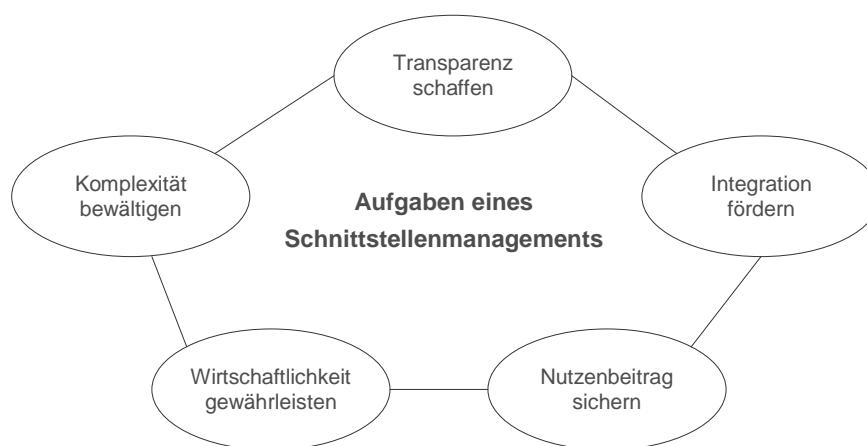 Transparenz
schaffen
Komplexität
bewältigen
Aufgaben eines
Schnittstellenmanagements
Integration
fördern
Wirtschaftlichkeit
gewährleisten
Nutzenbeitrag
sichern